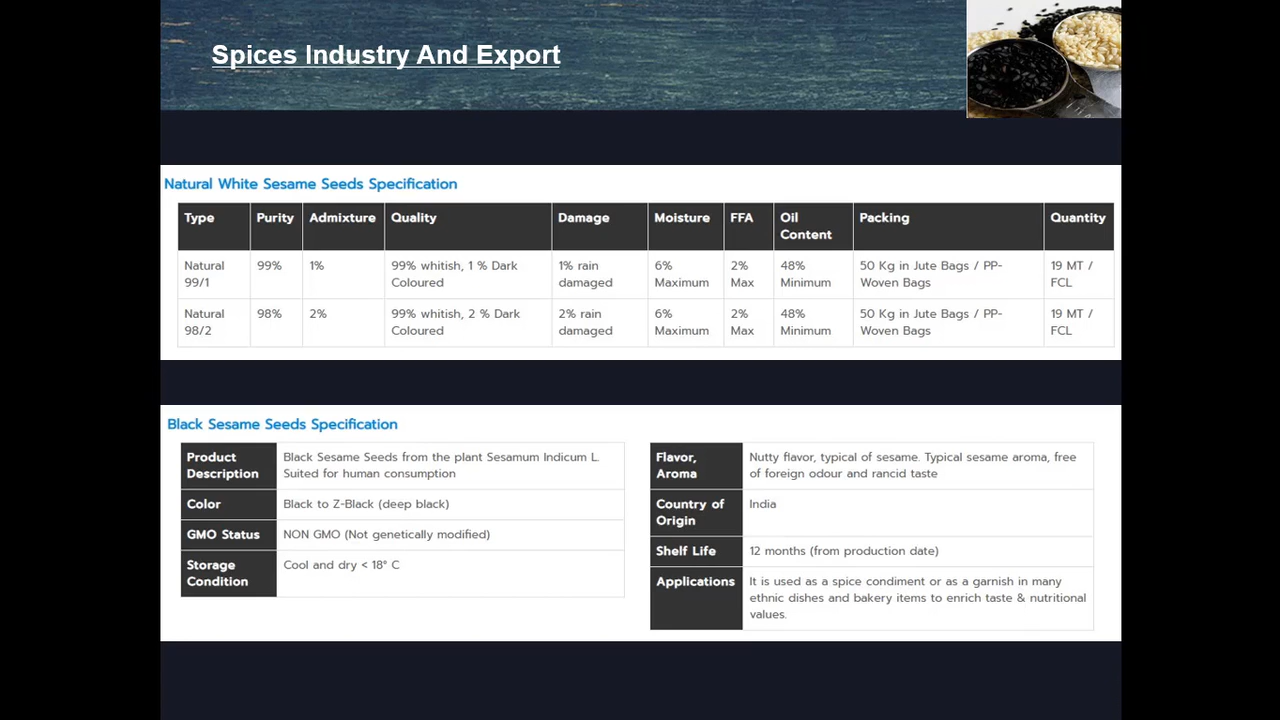 Spices Industry And Export
Natural White Sesame Seeds Specification
Type Purity Admixture Quality Damage Moisture FFA Oil Content Packing Quantity
Natural 99/1 99% 1% 99% whitish, 1 % Dark Coloured 1% rain damaged 6% Maximum 2% Max 48% Minimum 50 Kg in Jute Bags / PP-Woven Bags 19 MT / FCL
Natural 98/2 98% 2% 99% whitish, 2 % Dark Coloured 2% rain damaged 6% Maximum 2% Max 48% Minimum 50 Kg in Jute Bags / PP-Woven Bags 19 MT / FCL
Black Sesame Seeds Specification
Product Description Black Sesame Seeds from the plant Sesamum Indicum L. Suited for human consumption
Color Black to Z-Black (deep black)
GMO Status NON GMO (Not genetically modified)
Storage Condition Cool and dry < 18° C
Flavor, Aroma Nutty flavor, typical of sesame. Typical sesame aroma, free of foreign odour and rancid taste
Country of Origin India
Shelf Life 12 months (from production date)
Applications It is used as a spice condiment or as a garnish in many ethnic dishes and bakery items to enrich taste & nutritional values.